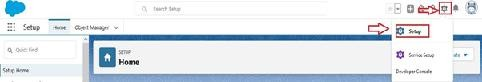 Search Setup
Setup
Home
Object Manager
Setup
Quick Find
SETUP
Home
Service Setup
Setup Home
Developer Console